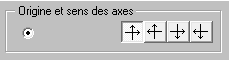 Origine et sens des axes